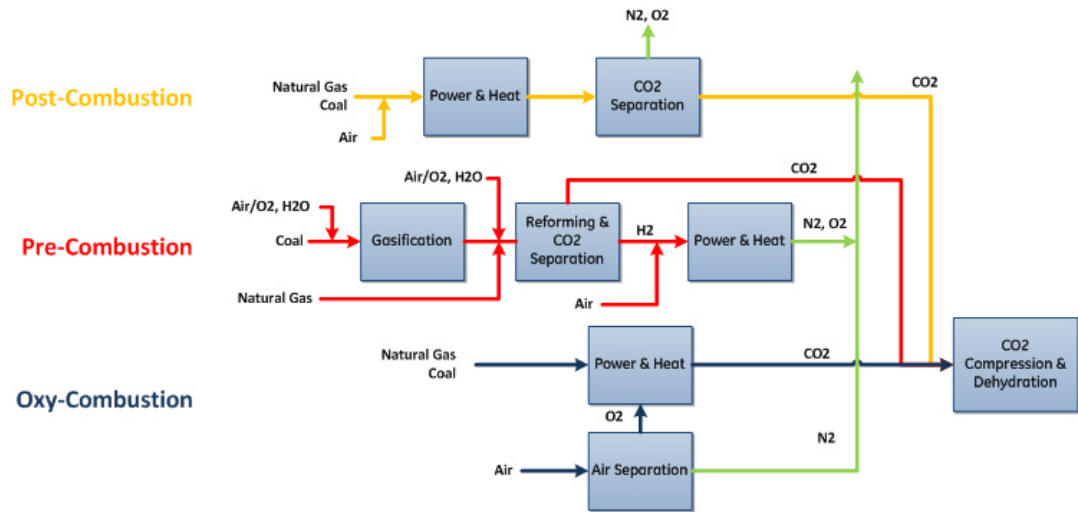 N2, O2
Post-Combustion
Natural Gas
Coal
Air
Power & Heat
CO2
Separation
CO2
Pre-Combustion
Air/O2, H2O
Coal
Gasification
Air/O2, H2O
Natural Gas
Reforming &
CO2
Separation
CO2
H2
Air
Power & Heat
N2, O2
Oxy-Combustion
Natural Gas
Coal
Power & Heat
CO2
O2
Air
Air Separation
N2
CO2
Compression &
Dehydration